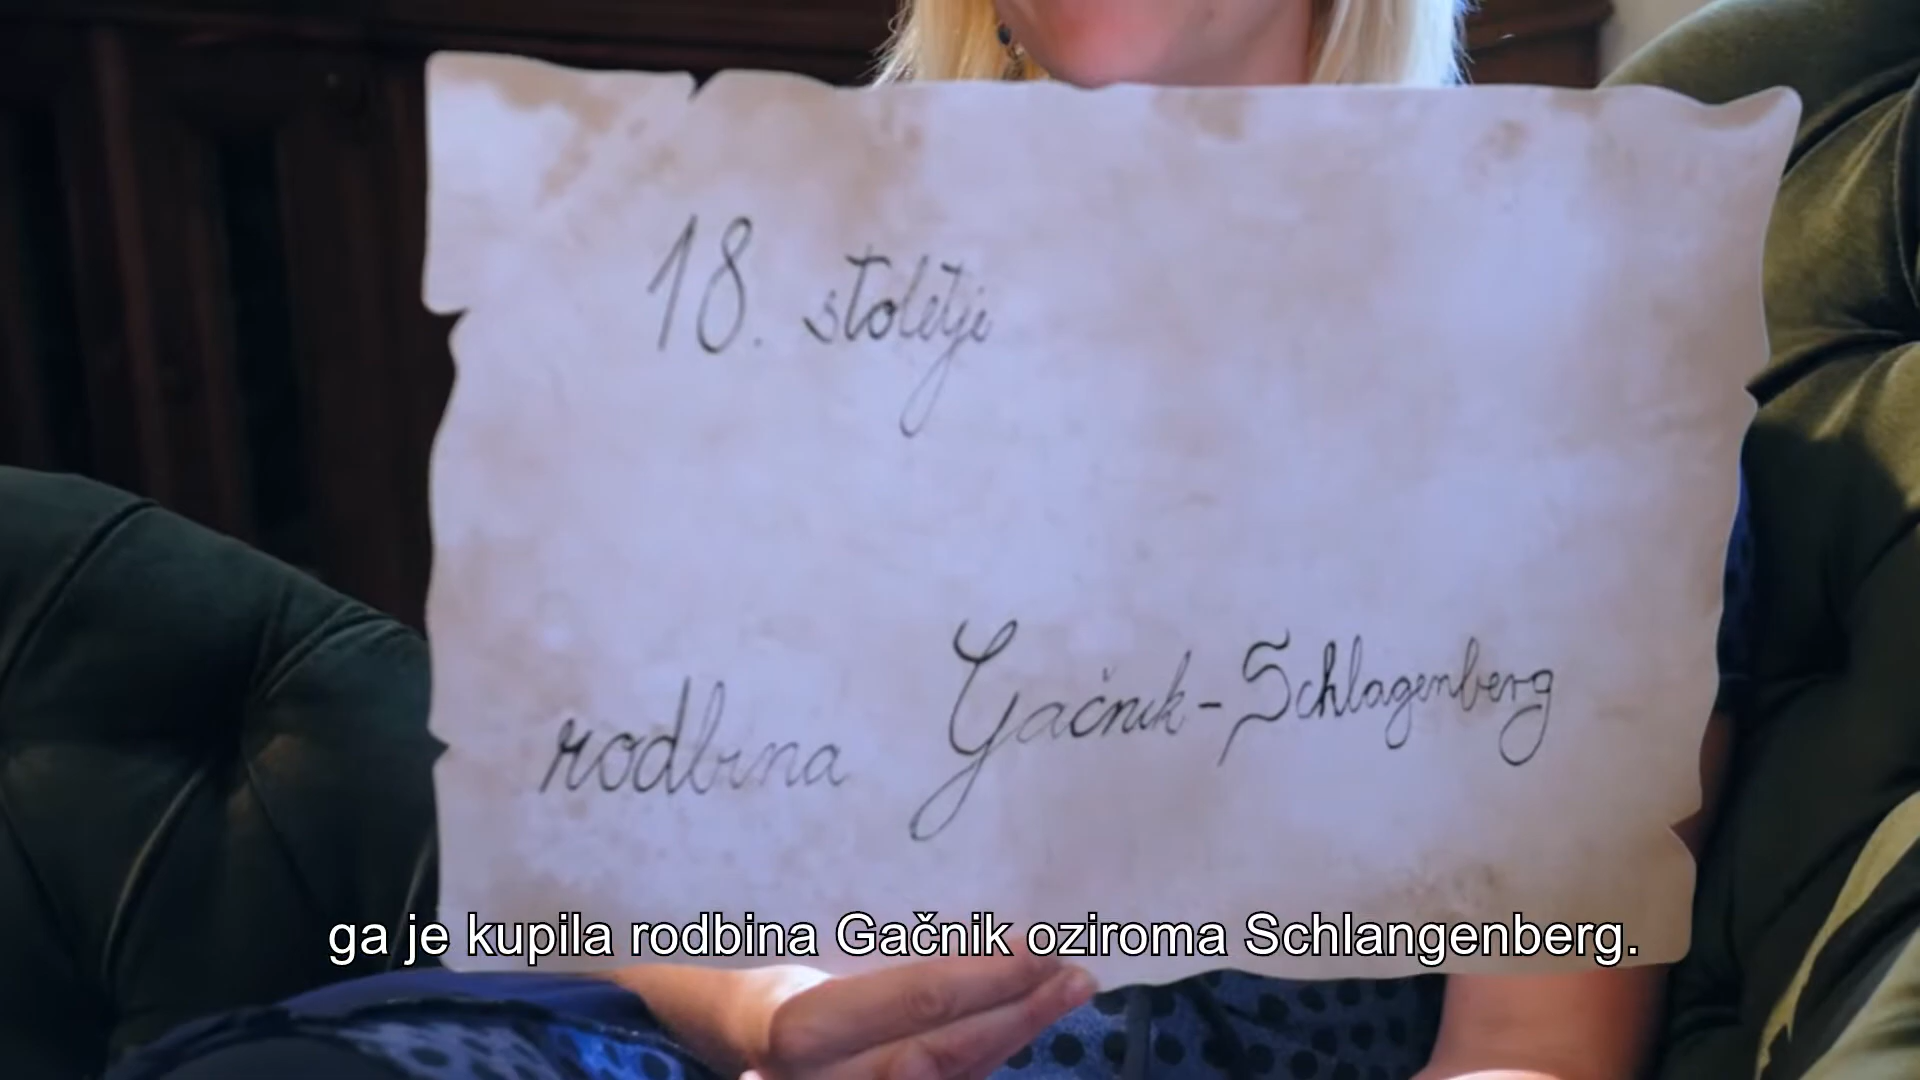 18. stoletje
rodbina Gačnik-Schlagenberg
ga je kupila rodbina Gačnik oziroma Schlangenberg.